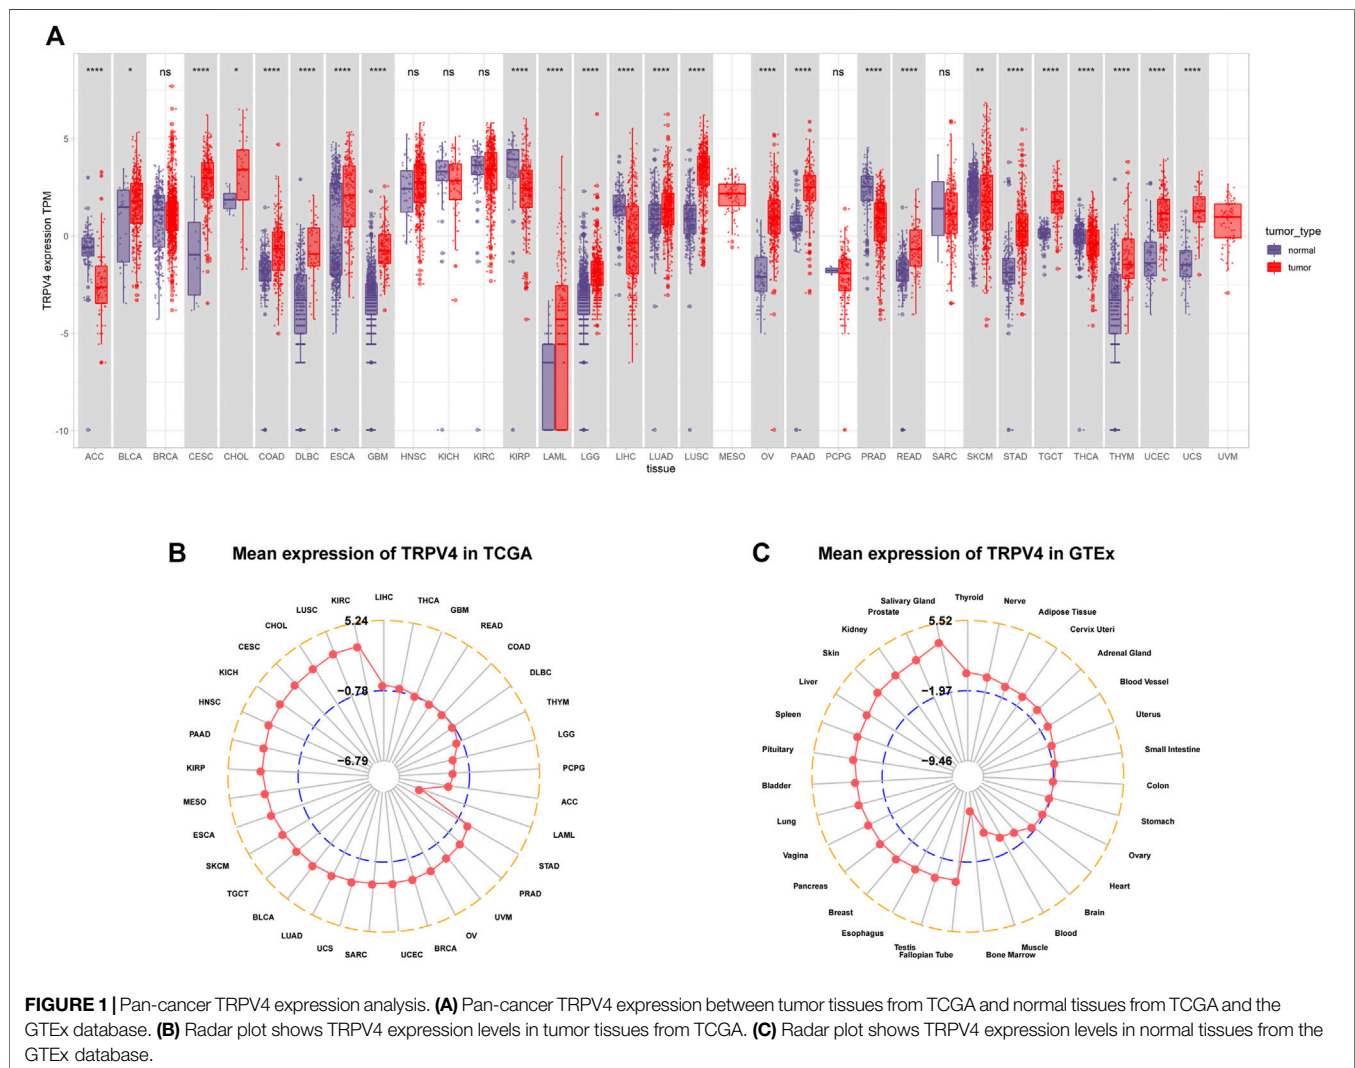 A
**** * ns **** * **** **** **** **** ns ns ns **** **** **** **** **** **** **** **** ns **** **** ns ** **** **** **** **** **** ****
TRPV4 expression TPM
5
0
-5
-10
ACC BLCA BRCA CESC CHOL COAD DLBC ESCA GBM HNSC KICH KIRC KIRP LAML LGG LIHC LUAD LUSC MESO OV PAAD PCPG PRAD READ SARC SKCM STAD TGCT THCA THYM UCEC UCS UVM
tissue
tumor_type
normal
tumor
B
Mean expression of TRPV4 in TCGA
LIHC
THCA
GBM
READ
COAD
DLBC
THYM
LGG
PCPG
ACC
LAML
STAD
PRAD
UVM
OV
BRCA
UCEC
SARC
UCS
LUAD
BLCA
TGCT
SKCM
ESCA
MESO
KIRP
PAAD
HNSC
KICH
CESC
CHOL
LUSC
KIRC
5.24
−0.78
−6.79
C
Mean expression of TRPV4 in GTEx
Thyroid
Nerve
Adipose Tissue
Cervix Uteri
Adrenal Gland
Blood Vessel
Uterus
Small Intestine
Colon
Stomach
Ovary
Heart
Brain
Blood
Muscle
Bone Marrow
Fallopian Tube
Testis
Esophagus
Breast
Pancreas
Vagina
Lung
Bladder
Pituitary
Spleen
Liver
Skin
Kidney
Prostate
Salivary Gland
5.52
−1.97
−9.46
FIGURE 1 | Pan-cancer TRPV4 expression analysis. (A) Pan-cancer TRPV4 expression between tumor tissues from TCGA and normal tissues from TCGA and the
GTEx database. (B) Radar plot shows TRPV4 expression levels in tumor tissues from TCGA. (C) Radar plot shows TRPV4 expression levels in normal tissues from the
GTEx database.